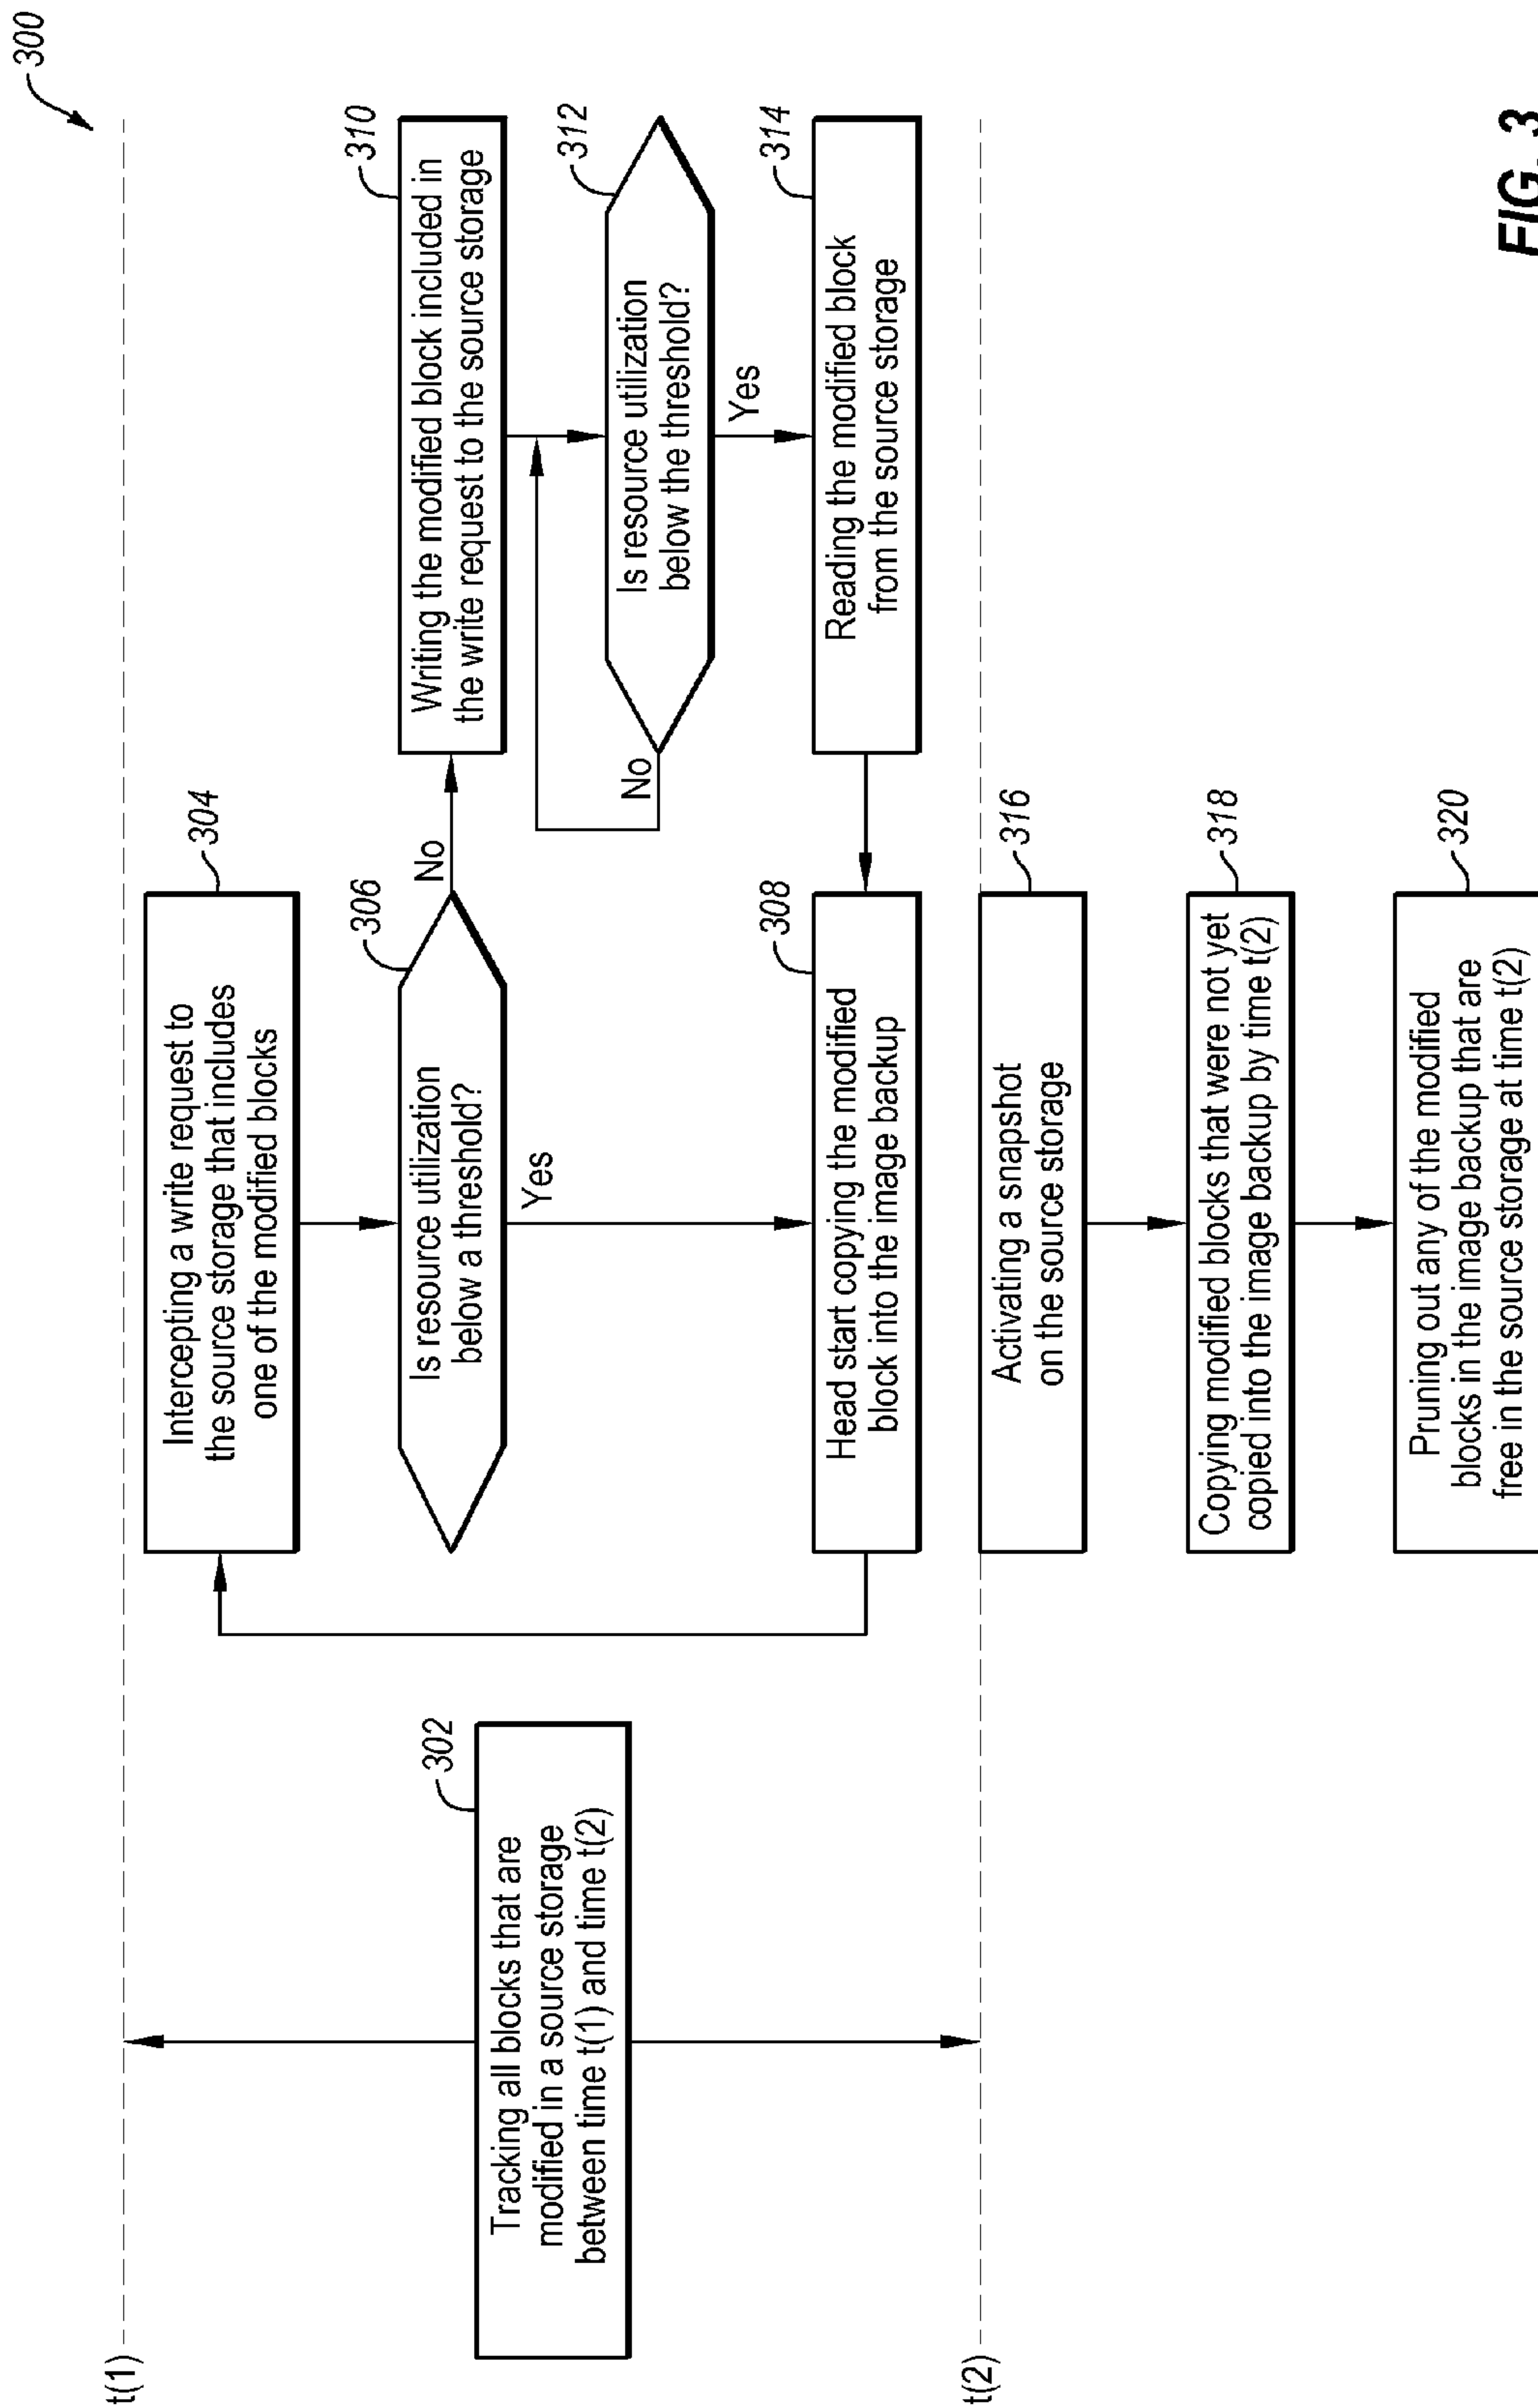 300
t(1)
302
Tracking all blocks that are
modified in a source storage
between time t(1) and time t(2)
304
Intercepting a write request to
the source storage that includes
one of the modified blocks
306
Is resource utilization
below a threshold?
No
Yes
310
Writing the modified block included in
the write request to the source storage
312
Is resource utilization
below the threshold?
No
Yes
314
Reading the modified block
from the source storage
308
Head start copying the modified
block into the image backup
t(2)
316
Activating a snapshot
on the source storage
318
Copying modified blocks that were not yet
copied into the image backup by time t(2)
320
Pruning out any of the modified
blocks in the image backup that are
free in the source storage at time t(2)
FIG. 3